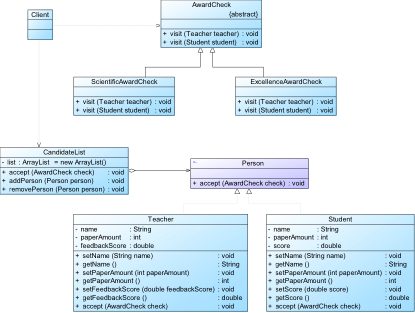 AwardCheck
{abstract}
+ visit (Teacher teacher) : void
+ visit (Student student) : void
Client
ScientificAwardCheck
+ visit (Teacher teacher) : void
+ visit (Student student) : void
ExcellenceAwardCheck
+ visit (Teacher teacher) : void
+ visit (Student student) : void
CandidateList
- list : ArrayList = new ArrayList()
+ accept (AwardCheck check) : void
+ addPerson (Person person) : void
+ removePerson (Person person) : void
Person
+ accept (AwardCheck check) : void
Teacher
- name : String
- paperAmount : int
- feedbackScore : double
+ setName (String name) : void
+ getName () : String
+ setPaperAmount (int paperAmount) : void
+ getPaperAmount () : int
+ setFeedbackScore (double feedbackScore) : void
+ getFeedbackScore () : double
+ accept (AwardCheck check) : void
Student
- name : String
- paperAmount : int
- score : double
+ setName (String name) : void
+ getName () : String
+ setPaperAmount (int paperAmount) : void
+ getPaperAmount () : int
+ setScore (double score) : void
+ getScore () : double
+ accept (AwardCheck check) : void